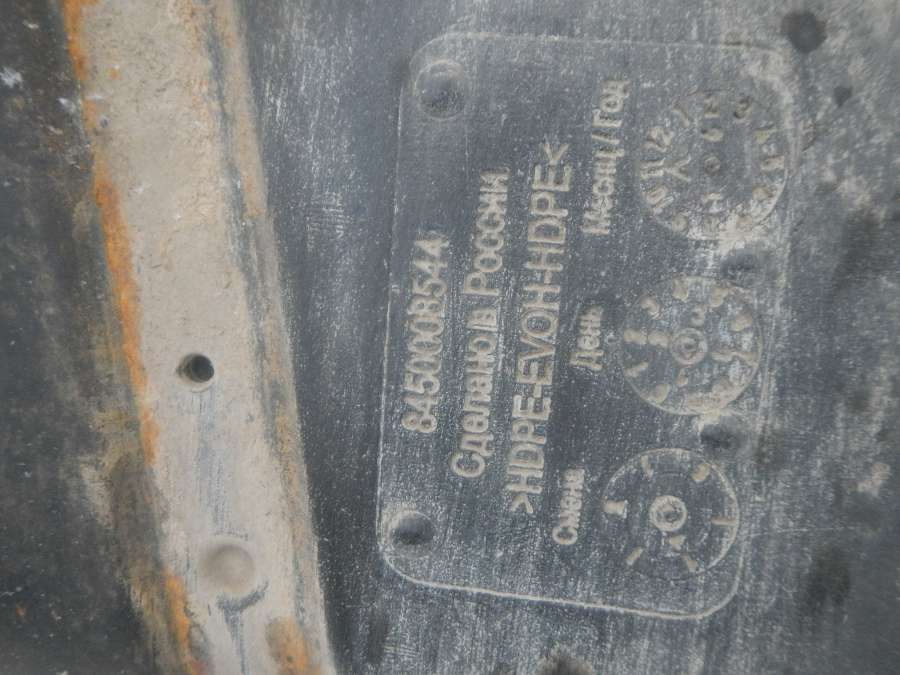 8450008544
Сделано в России
>HDPE-EVOH-HDPE<
Смена
День
Месяц/Год